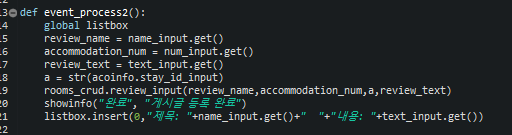 13 def event_process2():
14 global listbox
15 review_name = name_input.get()
16 accommodation_num = num_input.get()
17 review_text = text_input.get()
18 a = str(acoinfo.stay_id_input)
19 rooms_crud.review_input(review_name,accommodation_num,a,review_text)
20 showinfo("완료", "게시글 등록 완료")
21 listbox.insert(0,"제목: "+name_input.get()+" "+"내용: "+text_input.get())
22